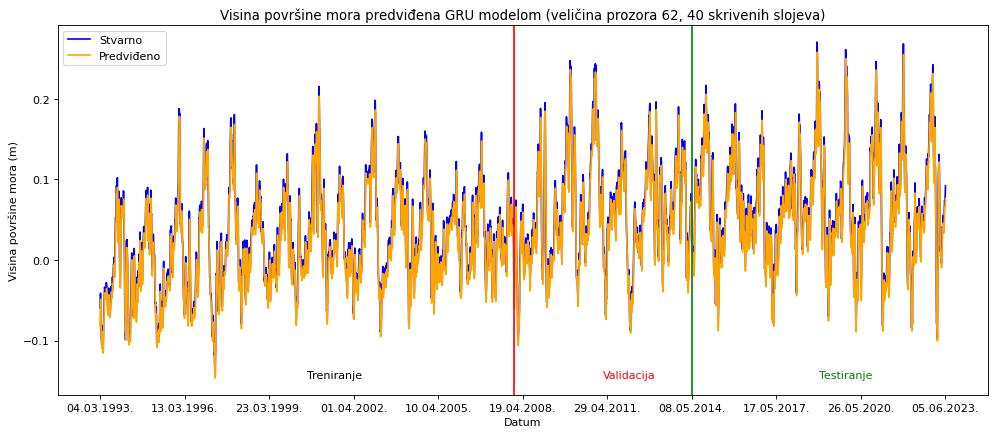 Visina površine mora predviđena GRU modelom (veličina prozora 62, 40 skrivenih slojeva)
Stvarno
Predviđeno
Visina površine mora (m)
0.2
0.1
0.0
−0.1
Treniranje
Validacija
Testiranje
04.03.1993.
13.03.1996.
23.03.1999.
01.04.2002.
10.04.2005.
19.04.2008.
29.04.2011.
08.05.2014.
17.05.2017.
26.05.2020.
05.06.2023.
Datum